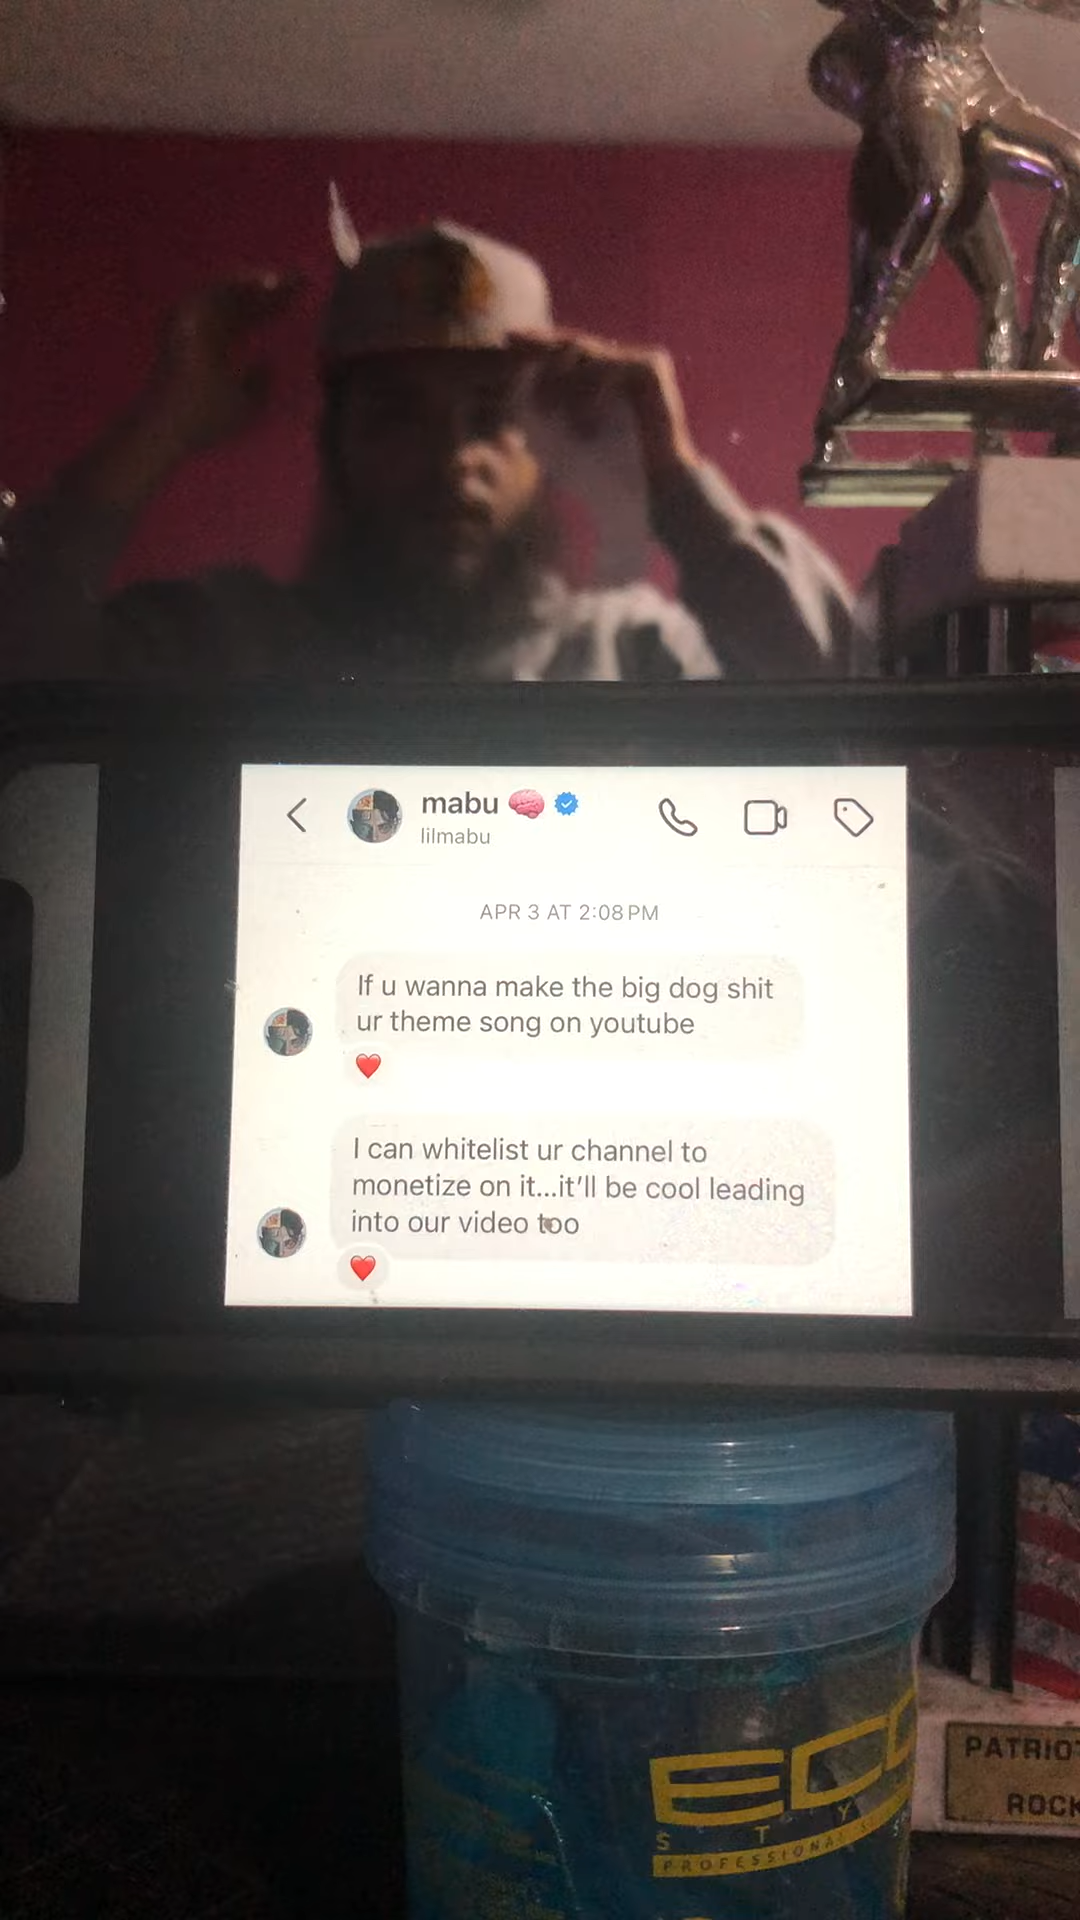 mabu 🧠
lilmabu
APR 3 AT 2:08 PM
If u wanna make the big dog shit
ur theme song on youtube
❤️
I can whitelist ur channel to
monetize on it...it'll be cool leading
into our video too
❤️
ECO
STY
PROFESSIONAL
PATRIOT
ROCK